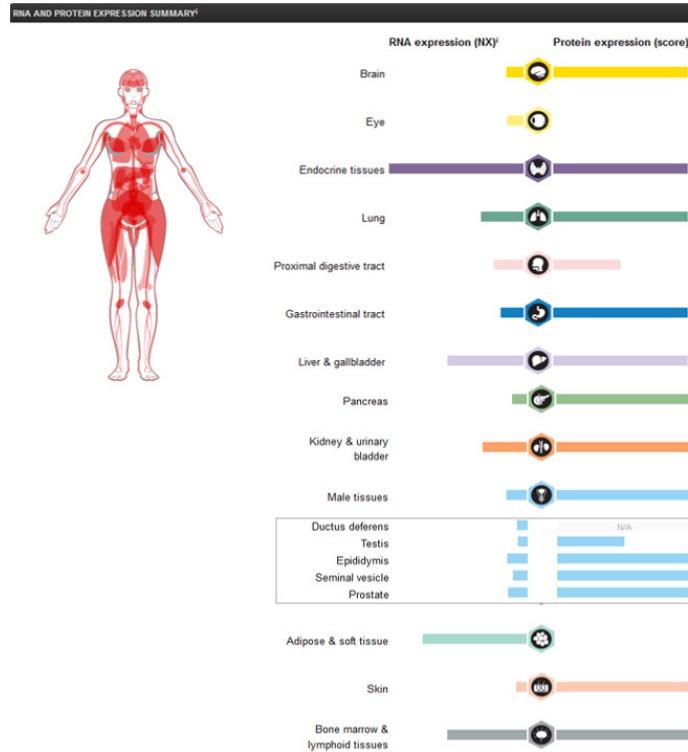 RNA AND PROTEIN EXPRESSION SUMMARYⁱ
RNA expression (NX)ⁱ
Protein expression (score)
Brain
Eye
Endocrine tissues
Lung
Proximal digestive tract
Gastrointestinal tract
Liver & gallbladder
Pancreas
Kidney & urinary
bladder
Male tissues
Ductus deferens
N/A
Testis
Epididymis
Seminal vesicle
Prostate
Adipose & soft tissue
Skin
Bone marrow &
lymphoid tissues